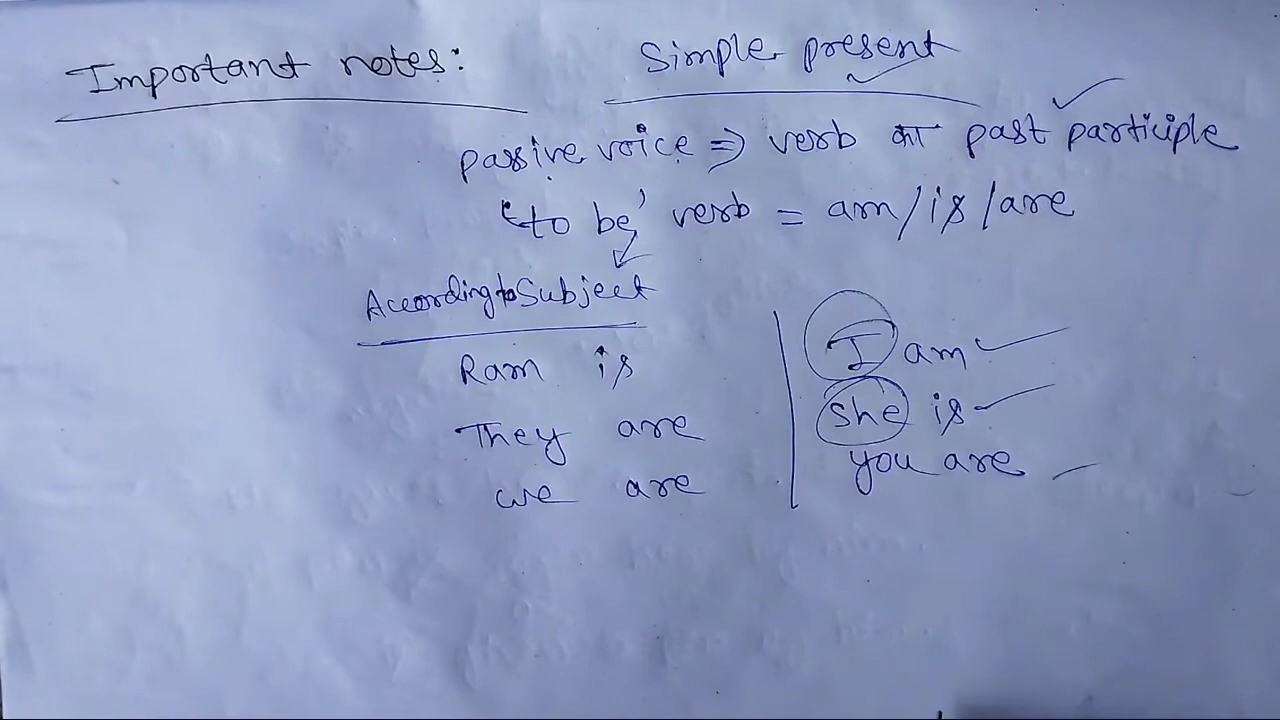 Important notes:
Simple present
passive voice ⇒ verb का past participle
'to be' verb = am/is/are
According to Subject
Ram is
They are
we are
I am
she is
you are